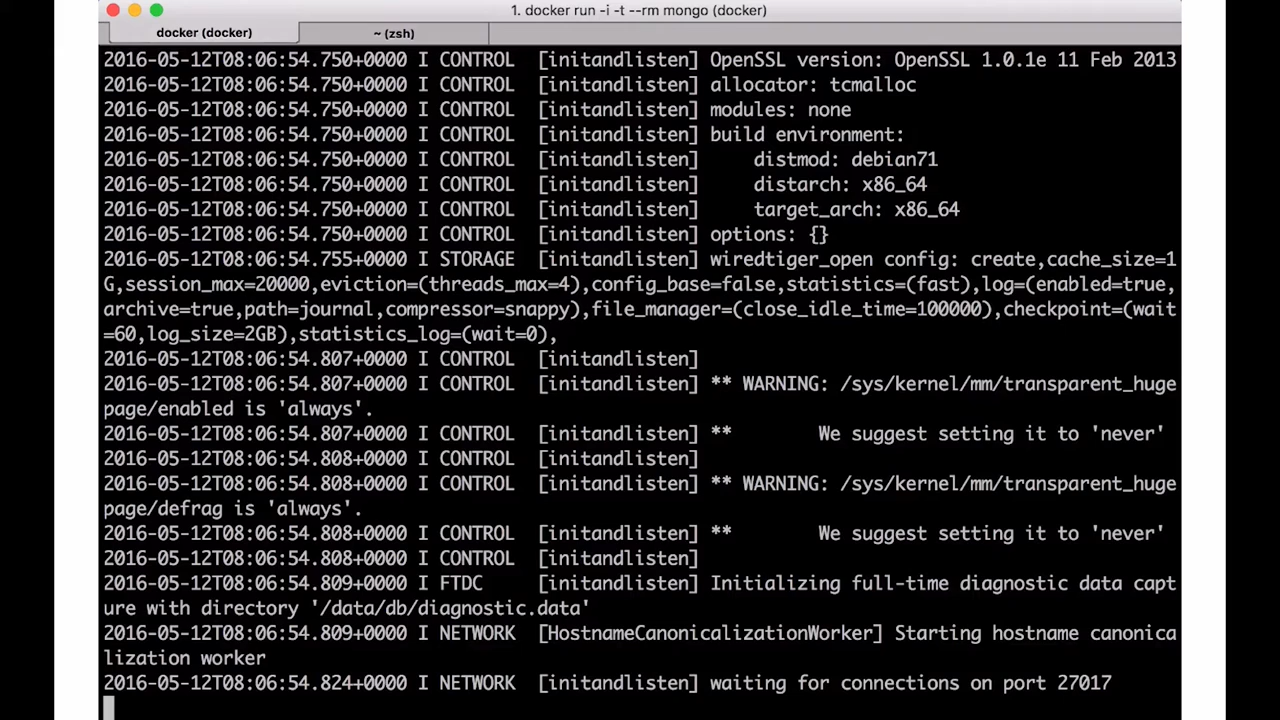 1. docker run -i -t --rm mongo (docker)
docker (docker) ~ (zsh)
2016-05-12T08:06:54.750+0000 I CONTROL  [initandlisten] OpenSSL version: OpenSSL 1.0.1e 11 Feb 2013
2016-05-12T08:06:54.750+0000 I CONTROL  [initandlisten] allocator: tcmalloc
2016-05-12T08:06:54.750+0000 I CONTROL  [initandlisten] modules: none
2016-05-12T08:06:54.750+0000 I CONTROL  [initandlisten] build environment:
2016-05-12T08:06:54.750+0000 I CONTROL  [initandlisten]     distmod: debian71
2016-05-12T08:06:54.750+0000 I CONTROL  [initandlisten]     distarch: x86_64
2016-05-12T08:06:54.750+0000 I CONTROL  [initandlisten]     target_arch: x86_64
2016-05-12T08:06:54.750+0000 I CONTROL  [initandlisten] options: {}
2016-05-12T08:06:54.755+0000 I STORAGE  [initandlisten] wiredtiger_open config: create,cache_size=1
G,session_max=20000,eviction=(threads_max=4),config_base=false,statistics=(fast),log=(enabled=true,
archive=true,path=journal,compressor=snappy),file_manager=(close_idle_time=100000),checkpoint=(wait
=60,log_size=2GB),statistics_log=(wait=0),
2016-05-12T08:06:54.807+0000 I CONTROL  [initandlisten]
2016-05-12T08:06:54.807+0000 I CONTROL  [initandlisten] ** WARNING: /sys/kernel/mm/transparent_huge
page/enabled is 'always'.
2016-05-12T08:06:54.807+0000 I CONTROL  [initandlisten] **        We suggest setting it to 'never'
2016-05-12T08:06:54.808+0000 I CONTROL  [initandlisten]
2016-05-12T08:06:54.808+0000 I CONTROL  [initandlisten] ** WARNING: /sys/kernel/mm/transparent_huge
page/defrag is 'always'.
2016-05-12T08:06:54.808+0000 I CONTROL  [initandlisten] **        We suggest setting it to 'never'
2016-05-12T08:06:54.808+0000 I CONTROL  [initandlisten]
2016-05-12T08:06:54.809+0000 I FTDC     [initandlisten] Initializing full-time diagnostic data capt
ure with directory '/data/db/diagnostic.data'
2016-05-12T08:06:54.809+0000 I NETWORK  [HostnameCanonicalizationWorker] Starting hostname canonica
lization worker
2016-05-12T08:06:54.824+0000 I NETWORK  [initandlisten] waiting for connections on port 27017